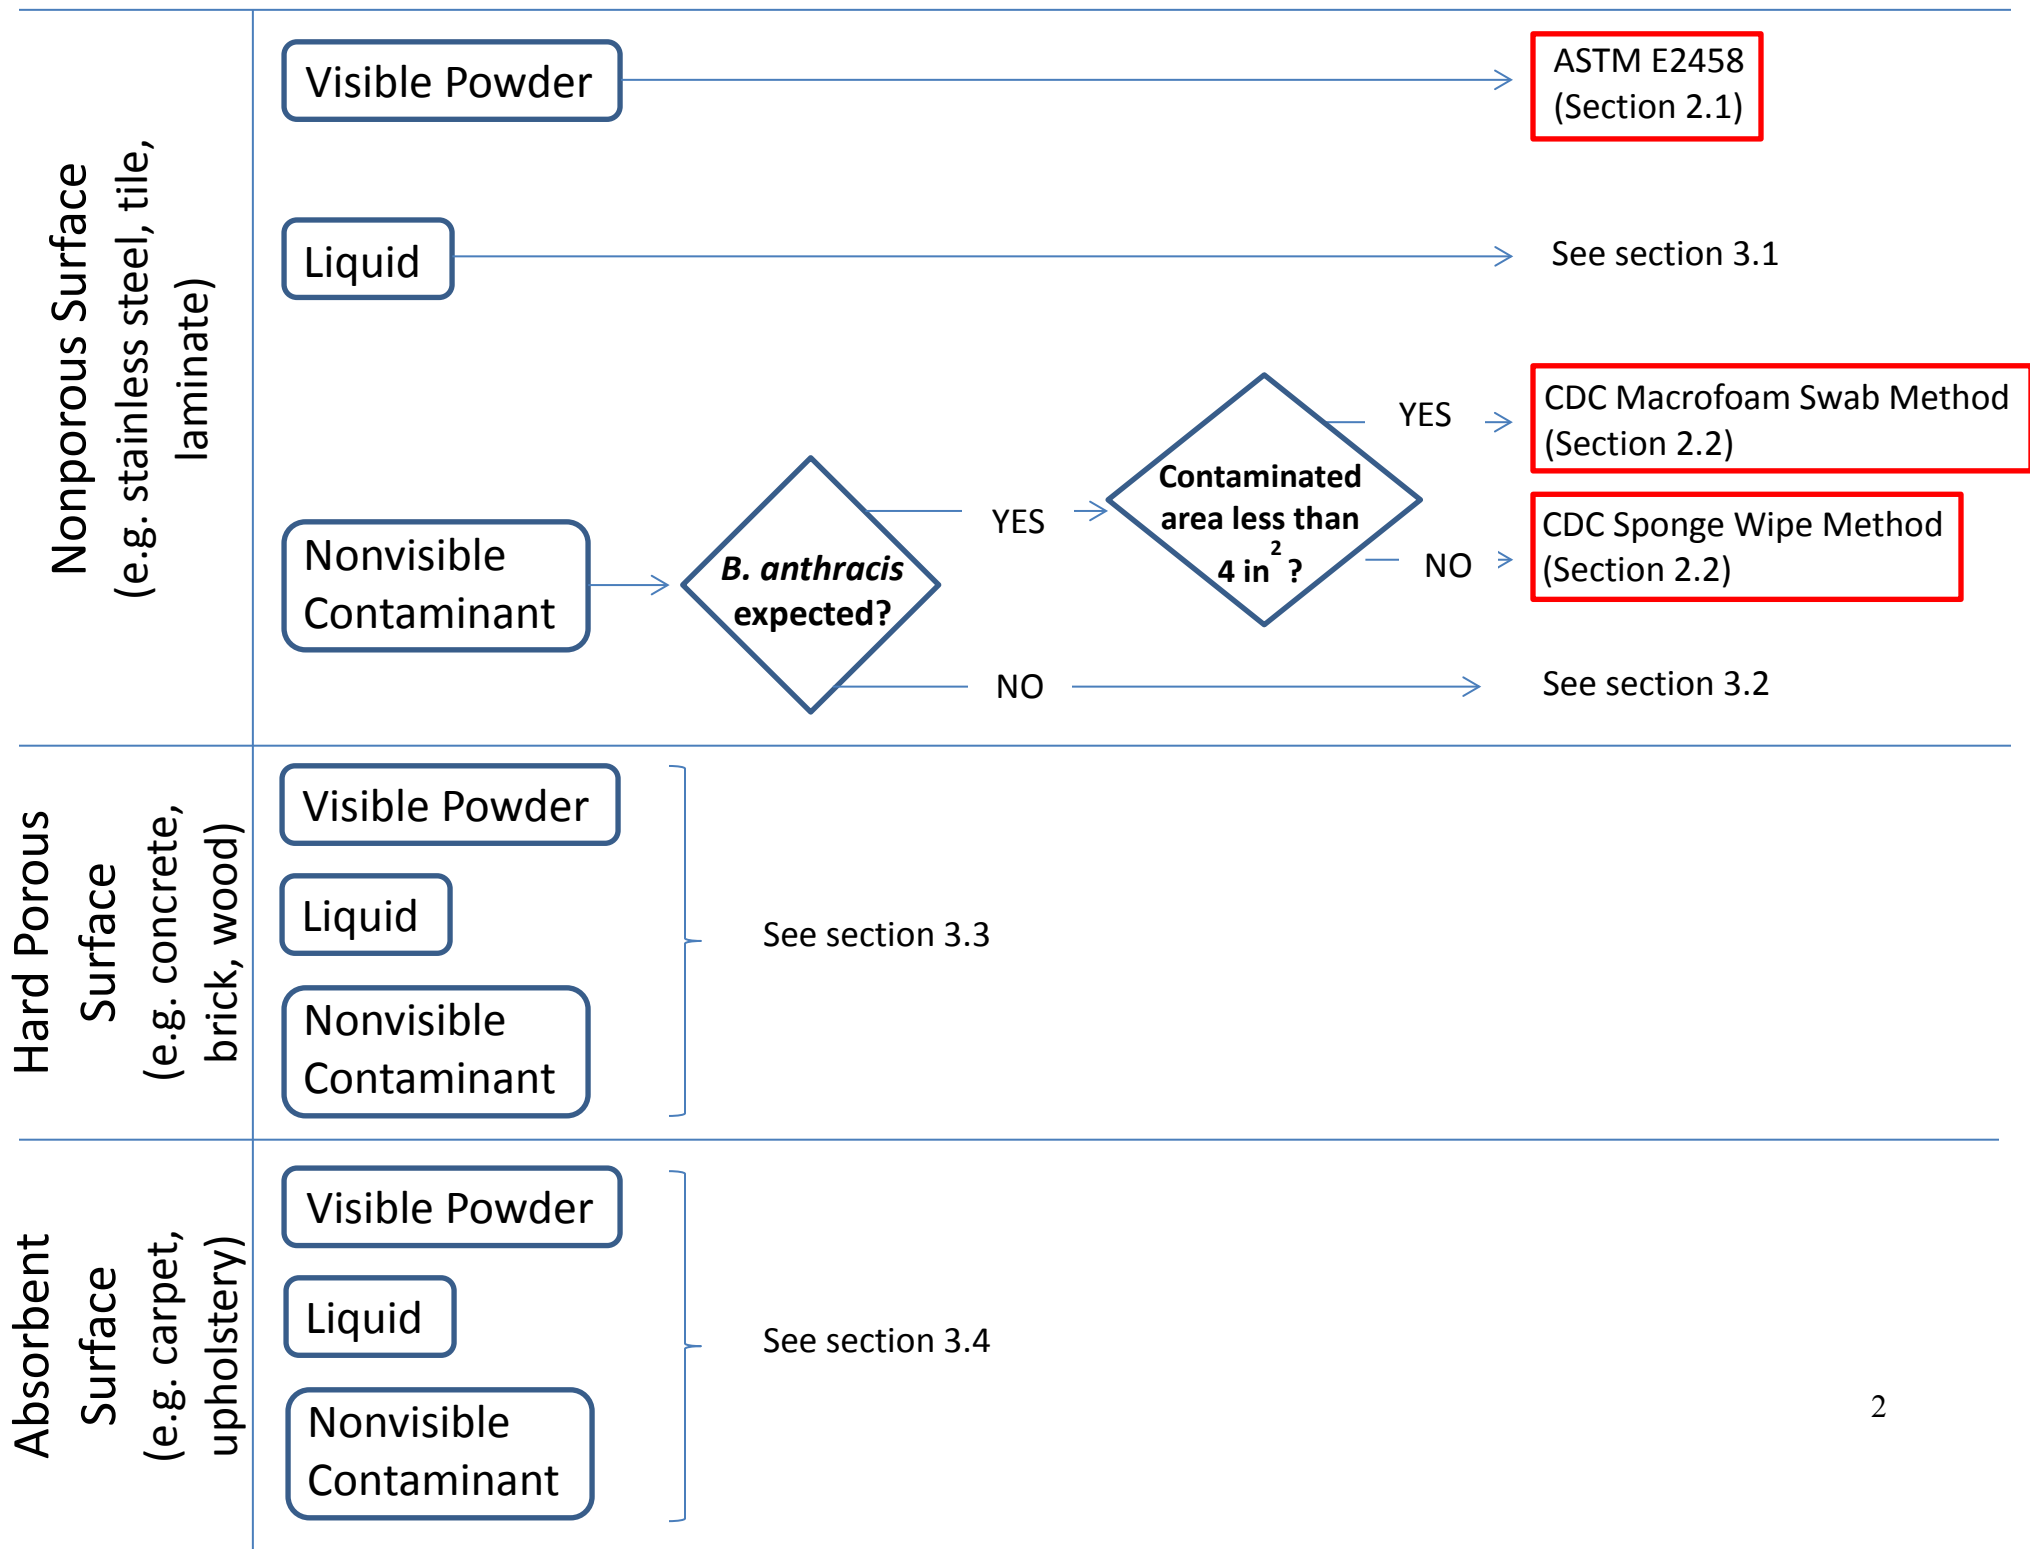 Nonporous Surface
(e.g. stainless steel, tile,
laminate)
Visible Powder
ASTM E2458
(Section 2.1)
Liquid
See section 3.1
Nonvisible
Contaminant
B. anthracis
expected?
YES
Contaminated
area less than
4 in²?
YES
CDC Macrofoam Swab Method
(Section 2.2)
NO
CDC Sponge Wipe Method
(Section 2.2)
NO
See section 3.2
Hard Porous
Surface
(e.g. concrete,
brick, wood)
Visible Powder
Liquid
Nonvisible
Contaminant
See section 3.3
Absorbent
Surface
(e.g. carpet,
upholstery)
Visible Powder
Liquid
Nonvisible
Contaminant
See section 3.4
2